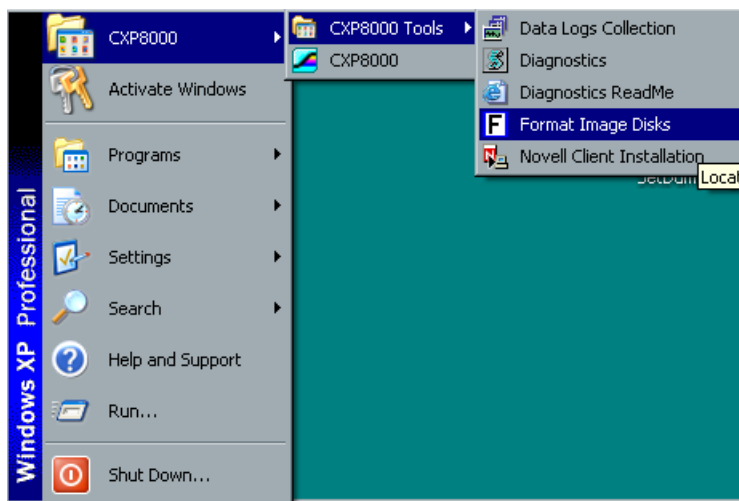 CXP8000
Activate Windows
Programs
Documents
Settings
Search
Help and Support
Run...
Shut Down...
Windows XP Professional
CXP8000 Tools
CXP8000
Data Logs Collection
Diagnostics
Diagnostics ReadMe
Format Image Disks
Novell Client Installation
Locat